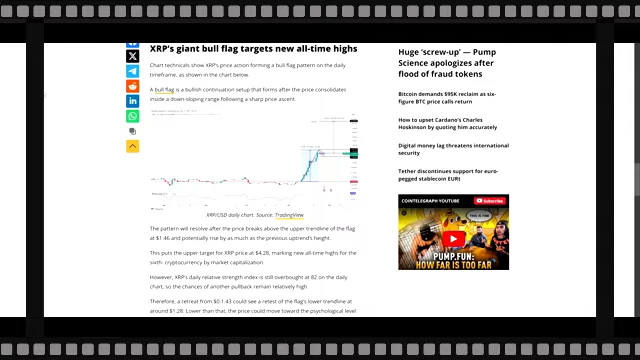 XRP's giant bull flag targets new all-time highs
Chart technicals show XRP's price action forming a bull flag pattern on the daily
timeframe, as shown in the chart below.
A bull flag is a bullish continuation setup that forms after the price consolidates
inside a down-sloping range following a sharp price ascent.
XRP/USD daily chart. Source: TradingView
The pattern will resolve after the price breaks above the upper trendline of the flag
at $1.46 and potentially rise by as much as the previous uptrend's height.
This puts the upper target for XRP price at $4.28, marking new all-time highs for the
sixth- cryptocurrency by market capitalization.
However, XRP's daily relative strength index is still overbought at 82 on the daily
chart, so the chances of another pullback remain relatively high.
Therefore, a retreat from $0.1.43 could see a retest of the flag's lower trendline at
around $1.28. Lower than that, the price could move toward the psychological level
Huge 'screw-up' — Pump
Science apologizes after
flood of fraud tokens
Bitcoin demands $95K reclaim as six-
figure BTC price calls return
How to upset Cardano's Charles
Hoskinson by quoting him accurately
Digital money lag threatens international
security
Tether discontinues support for euro-
pegged stablecoin EURt
COINTELEGRAPH YOUTUBE
Subscribe
THIS IS FINE
PUMP.FUN:
HOW FAR IS TOO FAR